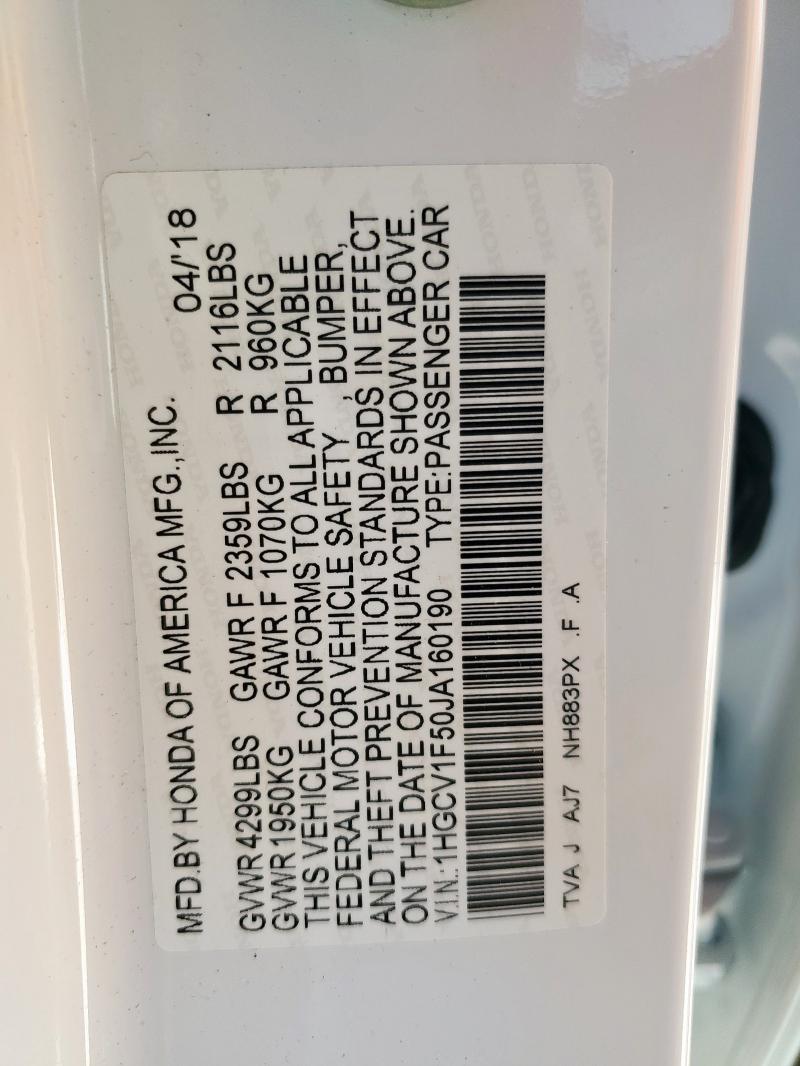 MFD.BY HONDA OF AMERICA MFG.,INC. 04/'18
GVWR 4299LBS GAWR F 2359LBS R 2116LBS
GVWR 1950KG GAWR F 1070KG R 960KG
THIS VEHICLE CONFORMS TO ALL APPLICABLE
FEDERAL MOTOR VEHICLE SAFETY , BUMPER,
AND THEFT PREVENTION STANDARDS IN EFFECT
ON THE DATE OF MANUFACTURE SHOWN ABOVE.
V.I.N.: 1HGCV1F50JA160190 TYPE:PASSENGER CAR
TVA J AJ7 NH883PX .F .A